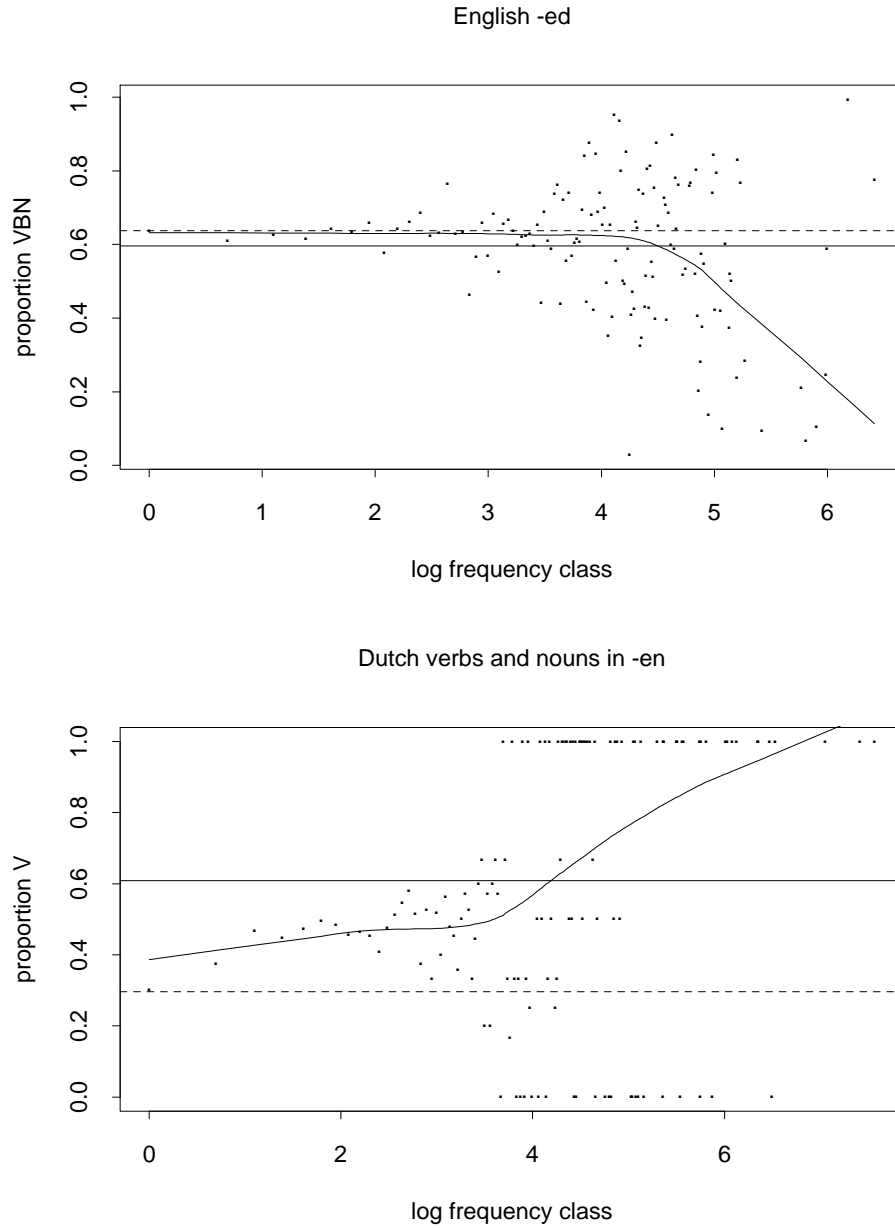 English -ed
proportion VBN
1.0
0.8
0.6
0.4
0.2
0.0
0 1 2 3 4 5 6
log frequency class
Dutch verbs and nouns in -en
proportion V
1.0
0.8
0.6
0.4
0.2
0.0
0 2 4 6
log frequency class